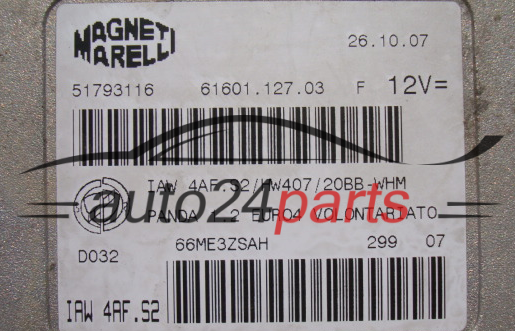 MAGNETI
MARELLI
26.10.07
51793116 61601.127.03 F 12V=
IAW 4AF.S2/HW407/20BB-WHM
auto24parts
PANDA 1.2 EURO4 VOLONTARIATO
D032 66ME3ZSAH 299 07
IAW 4AF.S2